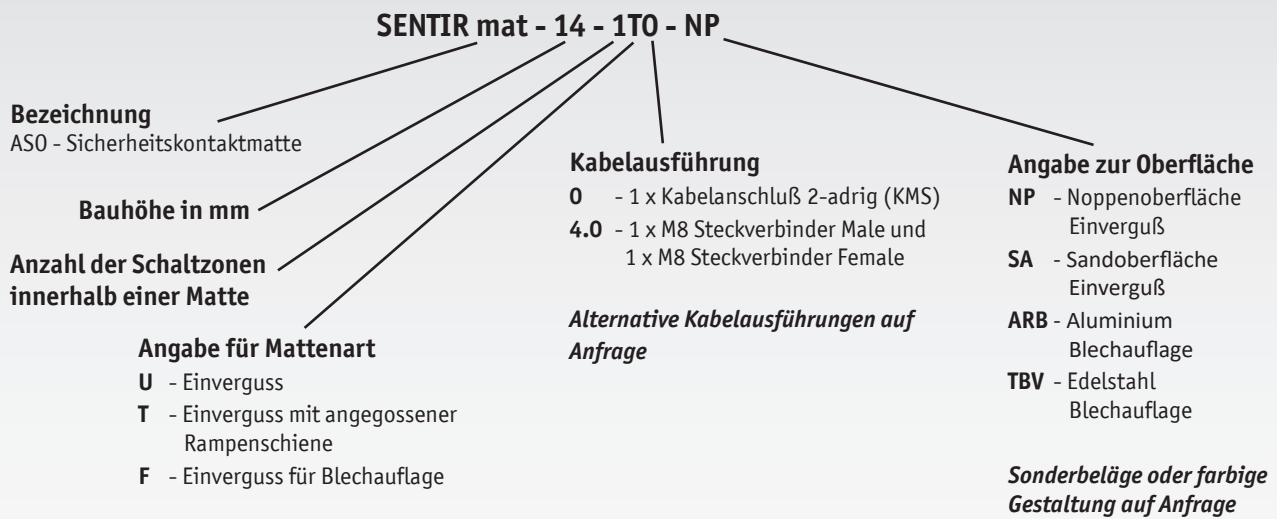 SENTIR mat - 14 - 1T0 - NP
Bezeichnung
ASO - Sicherheitskontaktmatte
Bauhöhe in mm
Anzahl der Schaltzonen
innerhalb einer Matte
Angabe für Mattenart
U - Einverguss
T - Einverguss mit angegossener
Rampenschiene
F - Einverguss für Blechauflage
Kabelausführung
0 - 1 x Kabelanschluß 2-adrig (KMS)
4.0 - 1 x M8 Steckverbinder Male und
1 x M8 Steckverbinder Female
Alternative Kabelausführungen auf
Anfrage
Angabe zur Oberfläche
NP - Noppenoberfläche
Einverguß
SA - Sandoberfläche
Einverguß
ARB - Aluminium
Blechauflage
TBV - Edelstahl
Blechauflage
Sonderbeläge oder farbige
Gestaltung auf Anfrage